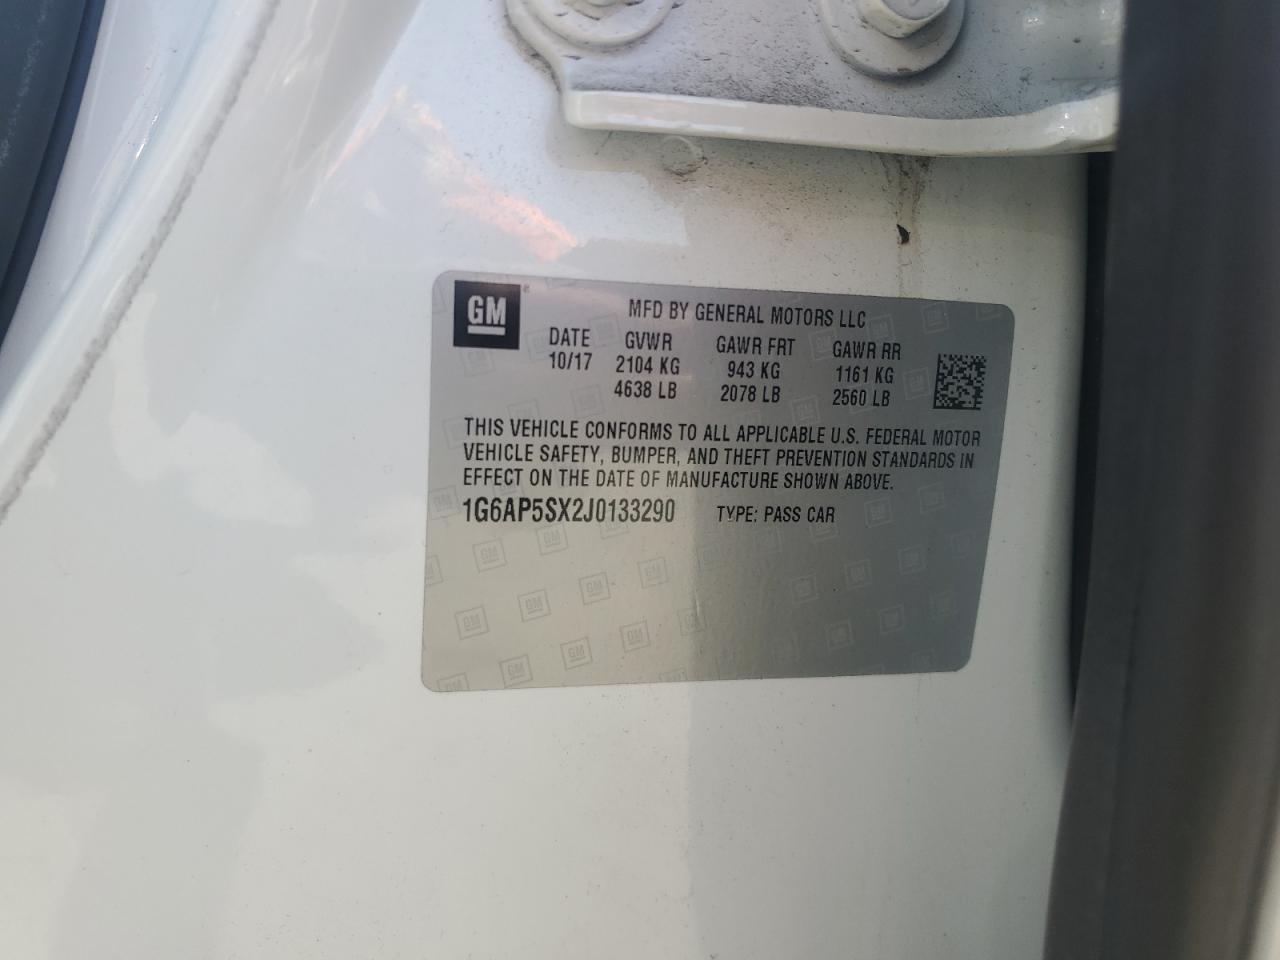 GM
MFD BY GENERAL MOTORS LLC
DATE GVWR GAWR FRT GAWR RR
10/17 2104 KG 943 KG 1161 KG
4638 LB 2078 LB 2560 LB
THIS VEHICLE CONFORMS TO ALL APPLICABLE U.S. FEDERAL MOTOR
VEHICLE SAFETY, BUMPER, AND THEFT PREVENTION STANDARDS IN
EFFECT ON THE DATE OF MANUFACTURE SHOWN ABOVE.
1G6AP5SX2J0133290 TYPE: PASS CAR